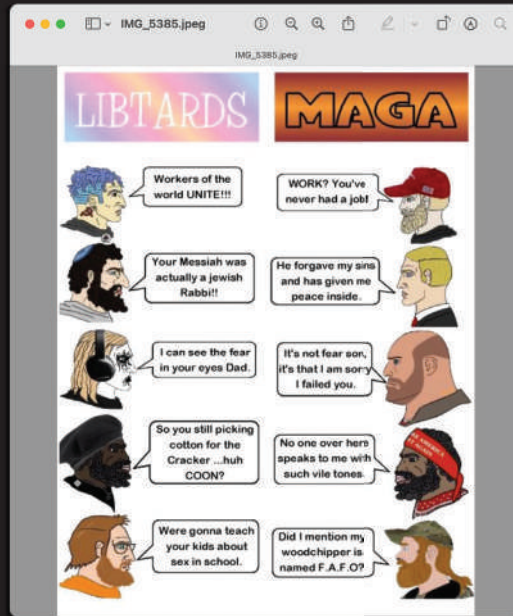 IMG_5385.jpeg
IMG_5385.jpeg
LIBTARDS
MAGA
Workers of the
world UNITE!!!
WORK? You've
never had a job!
Your Messiah was
actually a jewish
Rabbi!!
He forgave my sins
and has given me
peace inside.
I can see the fear
in your eyes Dad.
It's not fear son,
it's that I am sorry
I failed you.
So you still picking
cotton for the
Cracker ...huh
COON?
No one over here
speaks to me with
such vile tones.
Were gonna teach
your kids about
sex in school.
Did I mention my
woodchipper is
named F.A.F.O?